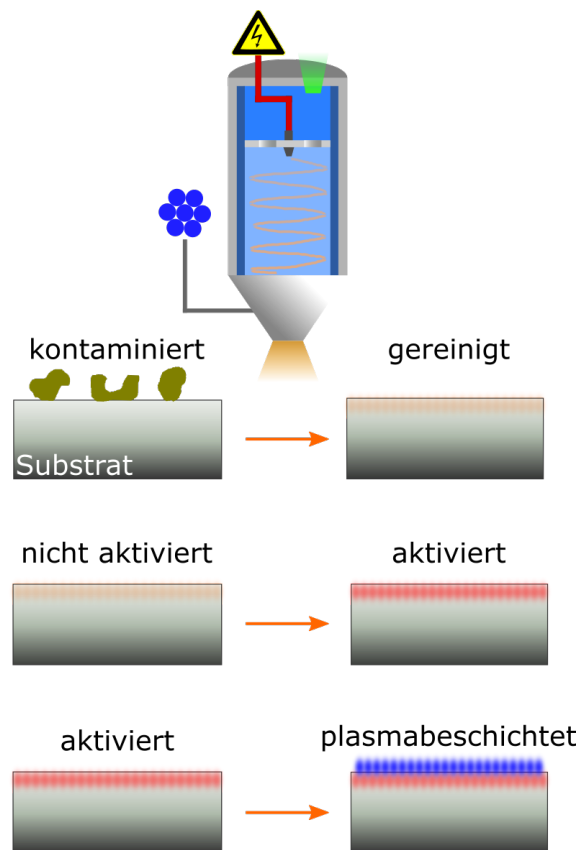 kontaminiert
gereinigt
Substrat
nicht aktiviert
aktiviert
aktiviert
plasmabeschichtet